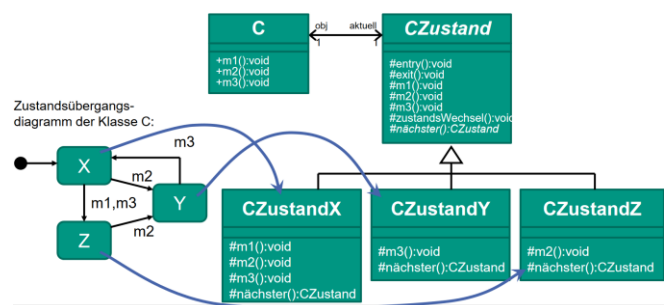 C
+m1():void
+m2():void
+m3():void
obj
1
aktuell
1
CZustand
#entry():void
#exit():void
#m1():void
#m2():void
#m3():void
#zustandsWechsel():void
#nächster():CZustand
Zustandsübergangs-
diagramm der Klasse C:
X
m3
m2
Y
m1,m3
m2
Z
CZustandX
#m1():void
#m2():void
#m3():void
#nächster():CZustand
CZustandY
#m3():void
#nächster():CZustand
CZustandZ
#m2():void
#nächster():CZustand